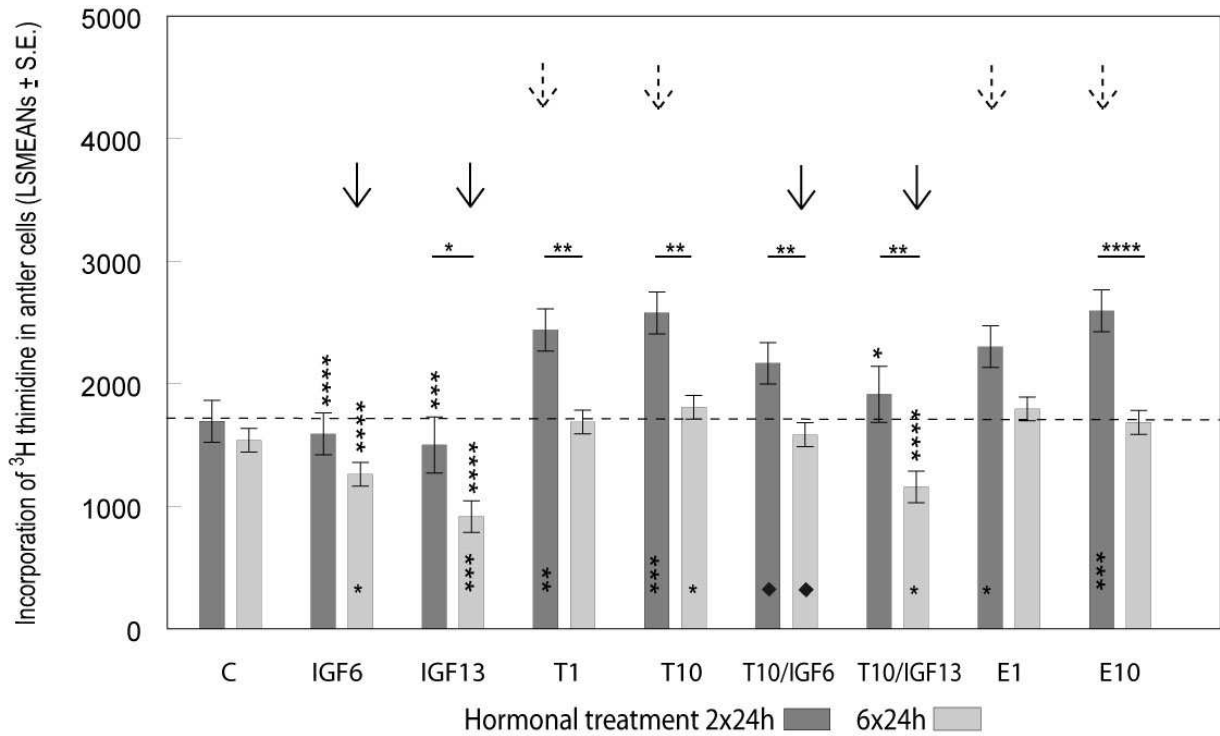 Incorporation of ³H thimidine in antler cells (LSMEANs ± S.E.)
5000
4000
3000
2000
1000
0
* ** ** ** ** ****
**** **** *** **** * ****
* *** ** *** * ◆ ◆ * * ***
C IGF6 IGF13 T1 T10 T10/IGF6 T10/IGF13 E1 E10
Hormonal treatment 2x24h 6x24h